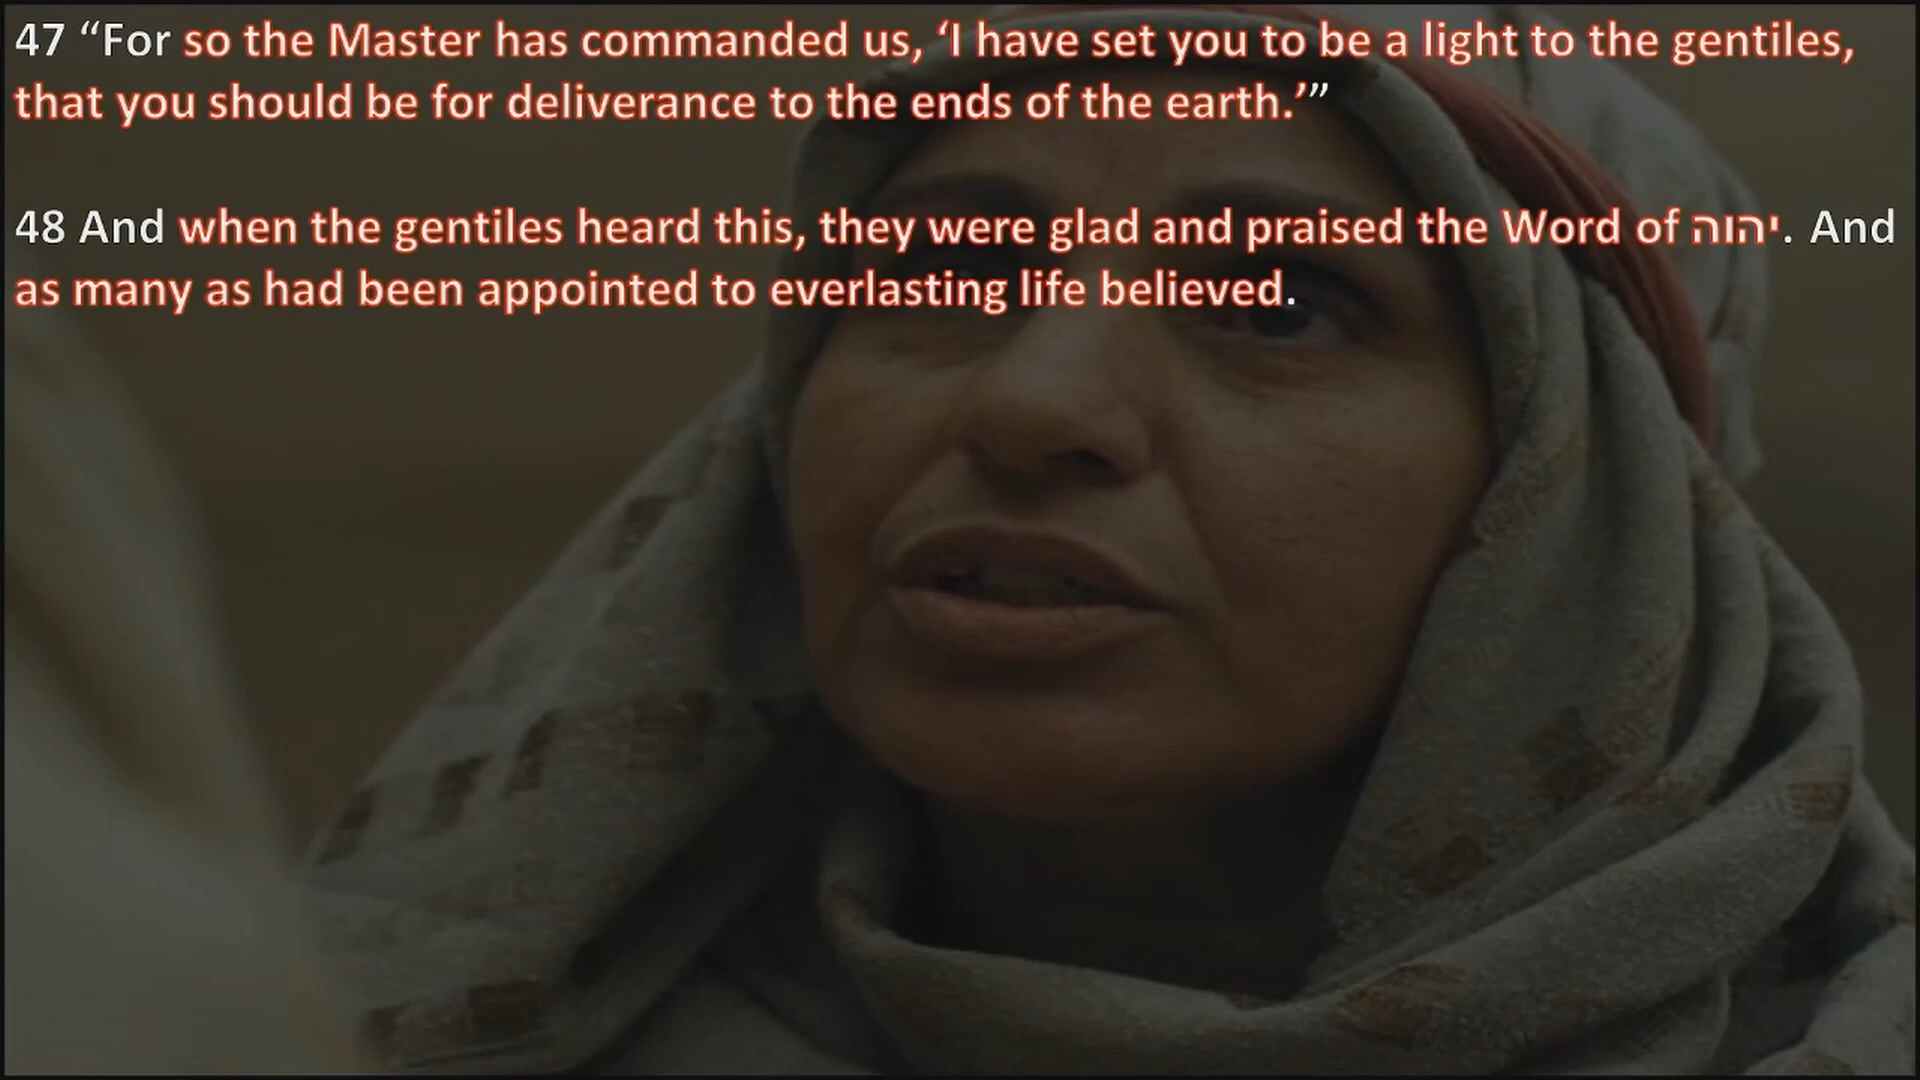 47 “For so the Master has commanded us, ‘I have set you to be a light to the gentiles,
that you should be for deliverance to the ends of the earth.’”
48 And when the gentiles heard this, they were glad and praised the Word of יהוה. And
as many as had been appointed to everlasting life believed.